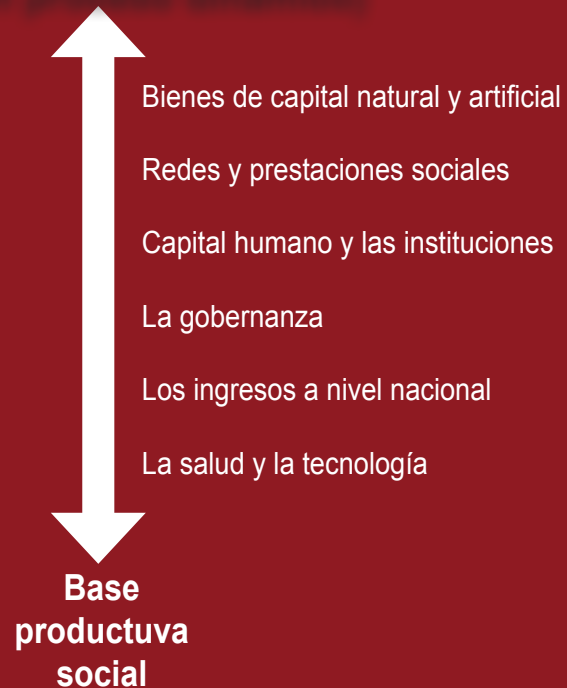 Bienes de capital natural y artificial
Redes y prestaciones sociales
Capital humano y las instituciones
La gobernanza
Los ingresos a nivel nacional
La salud y la tecnología
Base
productuva
social